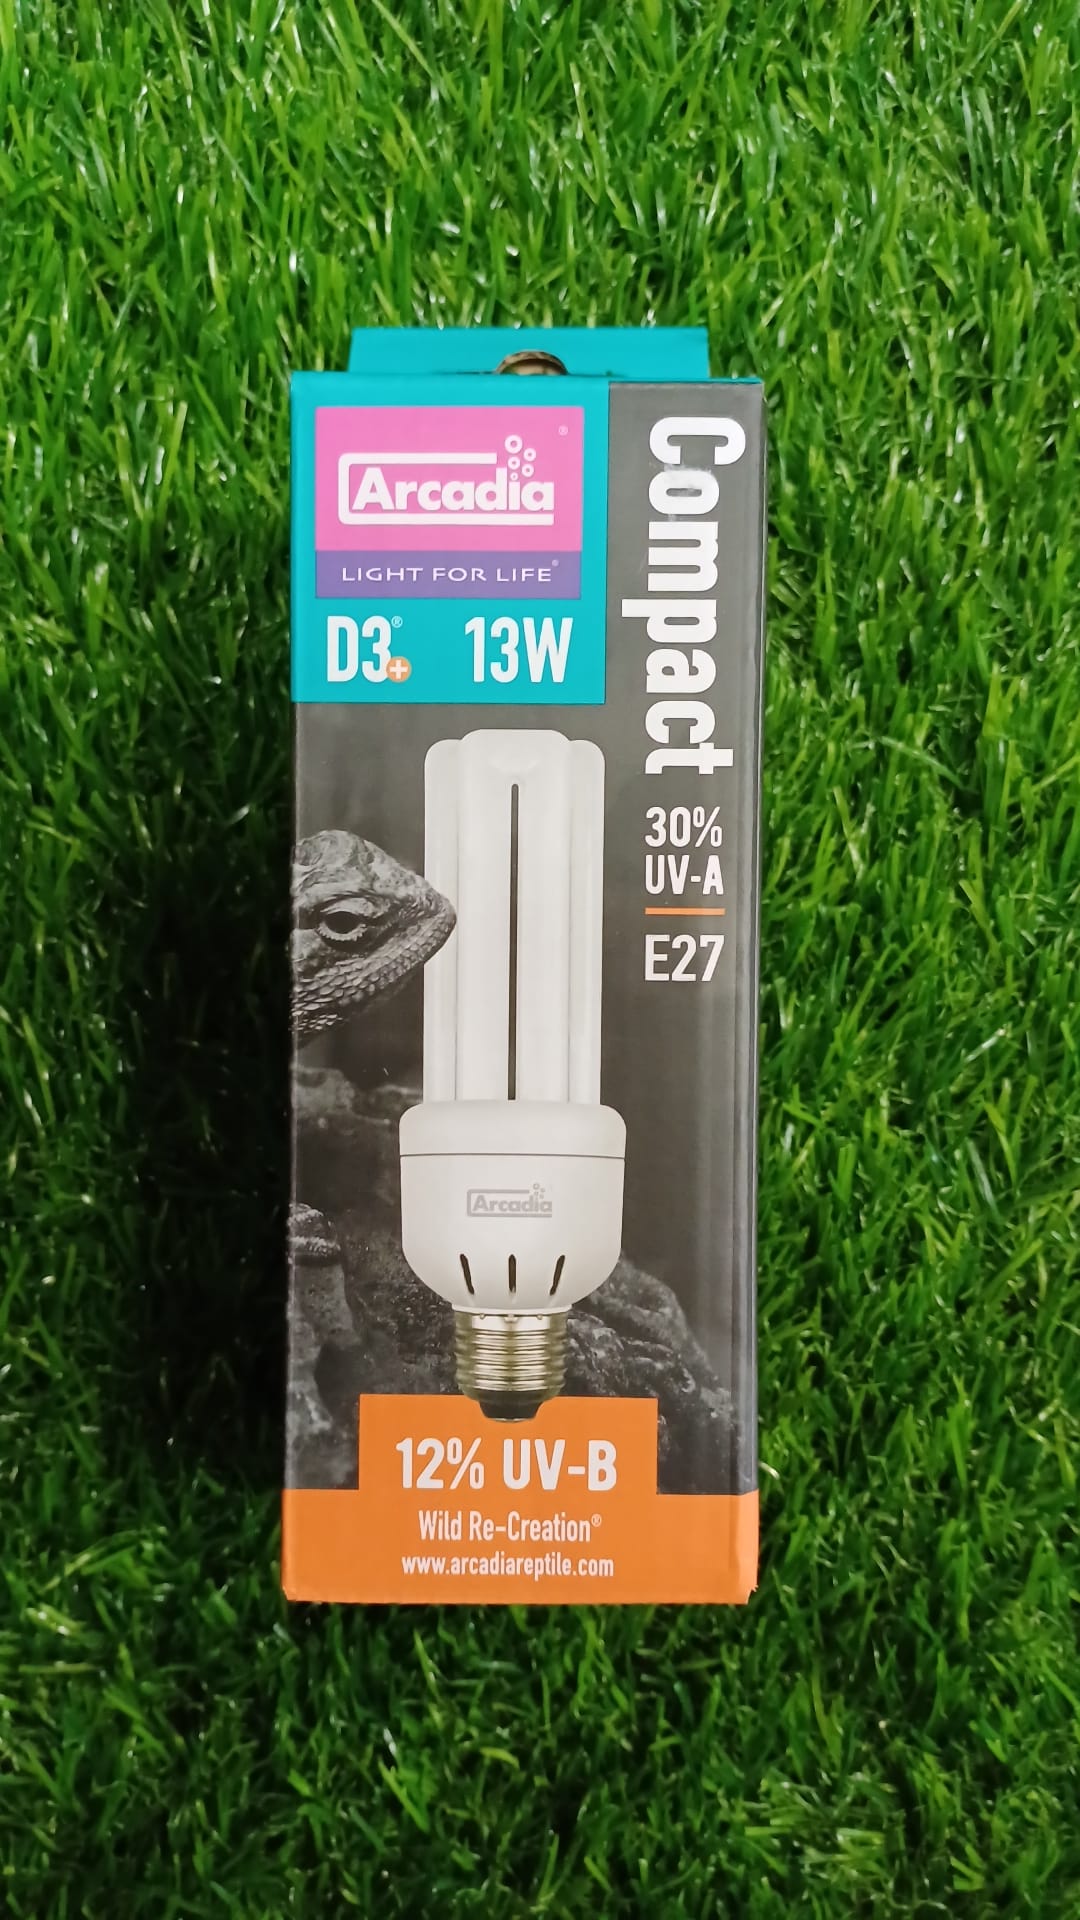 Arcadia®
LIGHT FOR LIFE®
D3®+ 13W
Compact
30%
UV-A
E27
Arcadia
12% UV-B
Wild Re-Creation®
www.arcadiareptile.com